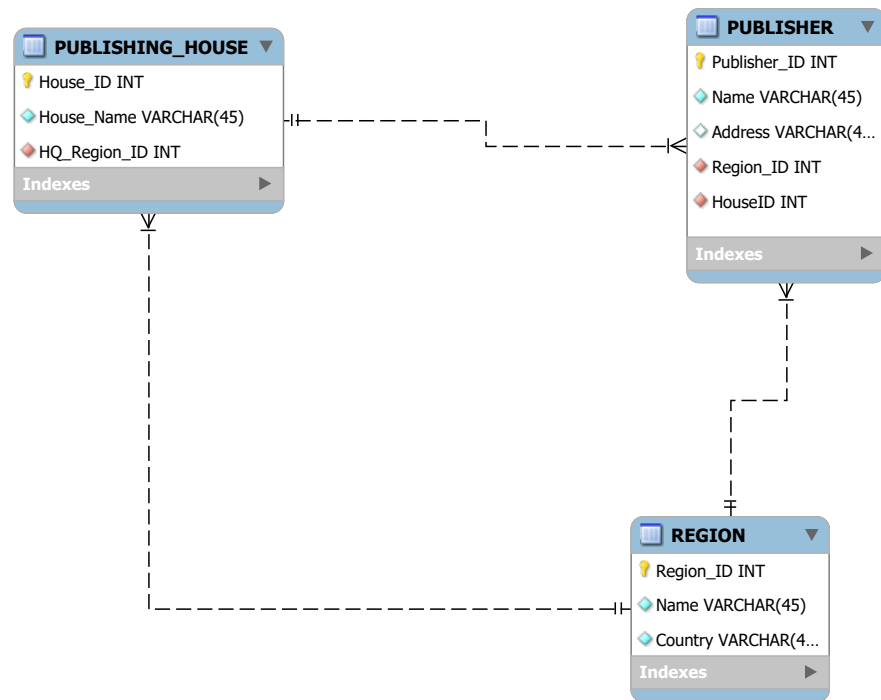 PUBLISHING_HOUSE
House_ID INT
House_Name VARCHAR(45)
HQ_Region_ID INT
Indexes
PUBLISHER
Publisher_ID INT
Name VARCHAR(45)
Address VARCHAR(4...
Region_ID INT
HouseID INT
Indexes
REGION
Region_ID INT
Name VARCHAR(45)
Country VARCHAR(4...
Indexes